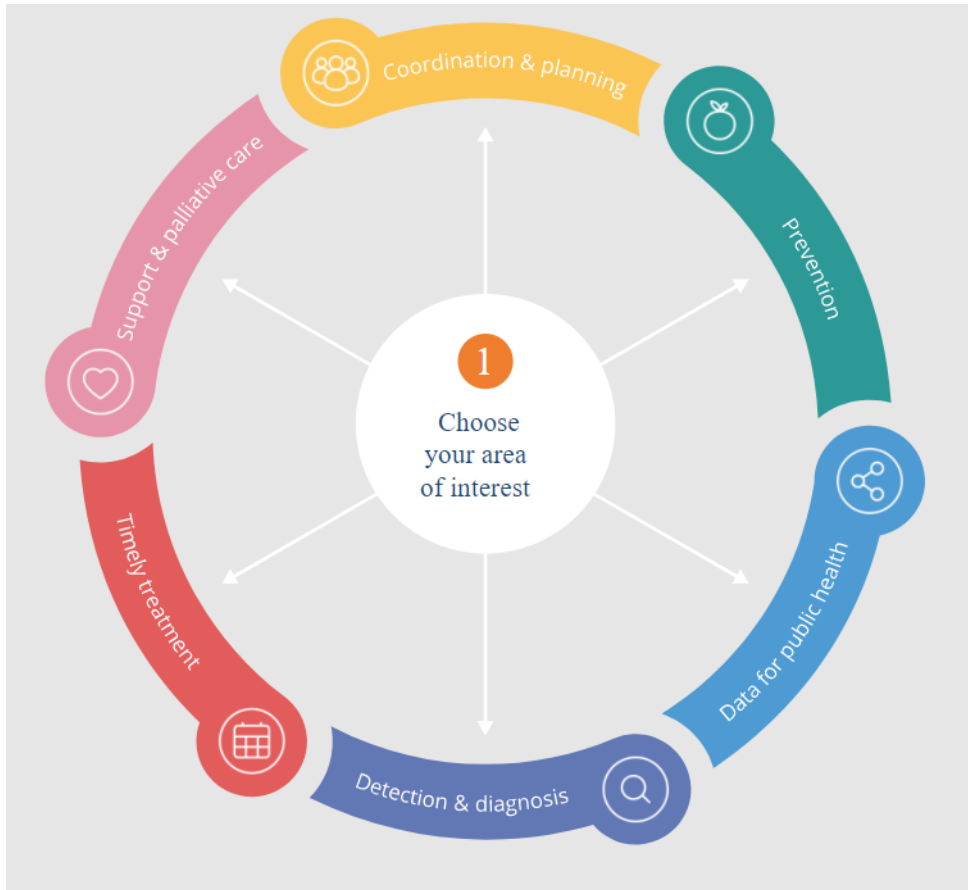 Coordination & planning
Prevention
Data for public health
Detection & diagnosis
Timely treatment
Support & palliative care
1
Choose
your area
of interest